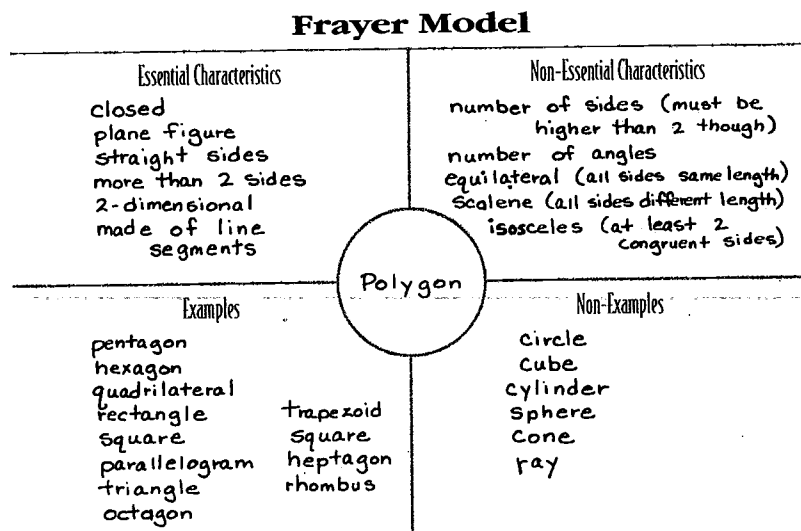 Frayer Model
Essential Characteristics
closed
plane figure
straight sides
more than 2 sides
2-dimensional
made of line
segments
Non-Essential Characteristics
number of sides (must be
higher than 2 though)
number of angles
equilateral (all sides same length)
scalene (all sides different length)
isosceles (at least 2
congruent sides)
Polygon
Examples
pentagon
hexagon
quadrilateral
rectangle
square
parallelogram
triangle
octagon
trapezoid
square
heptagon
rhombus
Non-Examples
circle
cube
cylinder
sphere
cone
ray